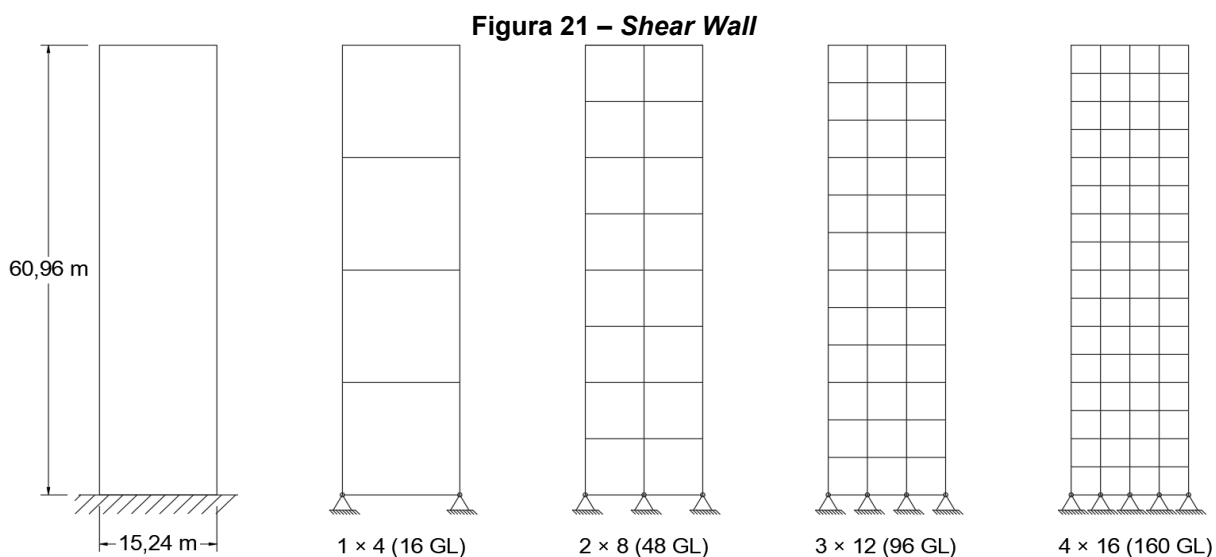 Figura 21 – Shear Wall
60,96 m
15,24 m
1 × 4 (16 GL)
2 × 8 (48 GL)
3 × 12 (96 GL)
4 × 16 (160 GL)